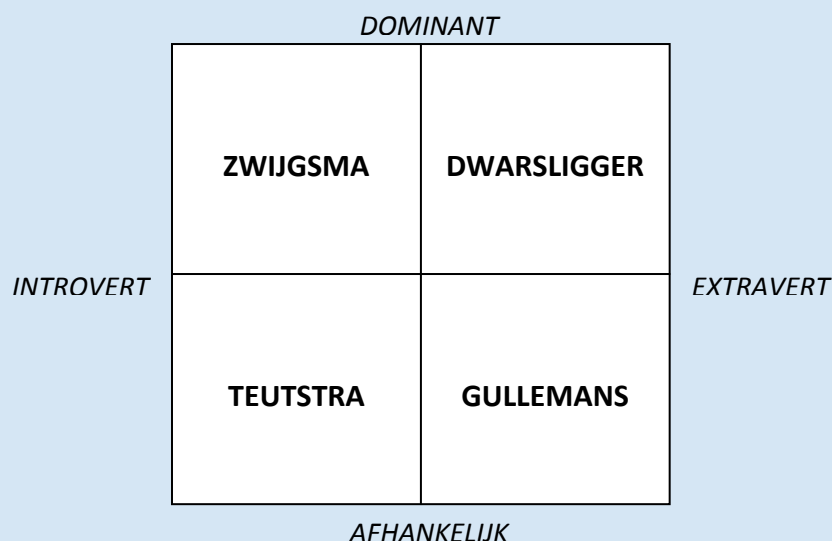 DOMINANT
ZWIJGSMA DWARSLIGGER
INTROVERT EXTRAVERT
TEUTSTRA GULLEMANS
AFHANKELIJK